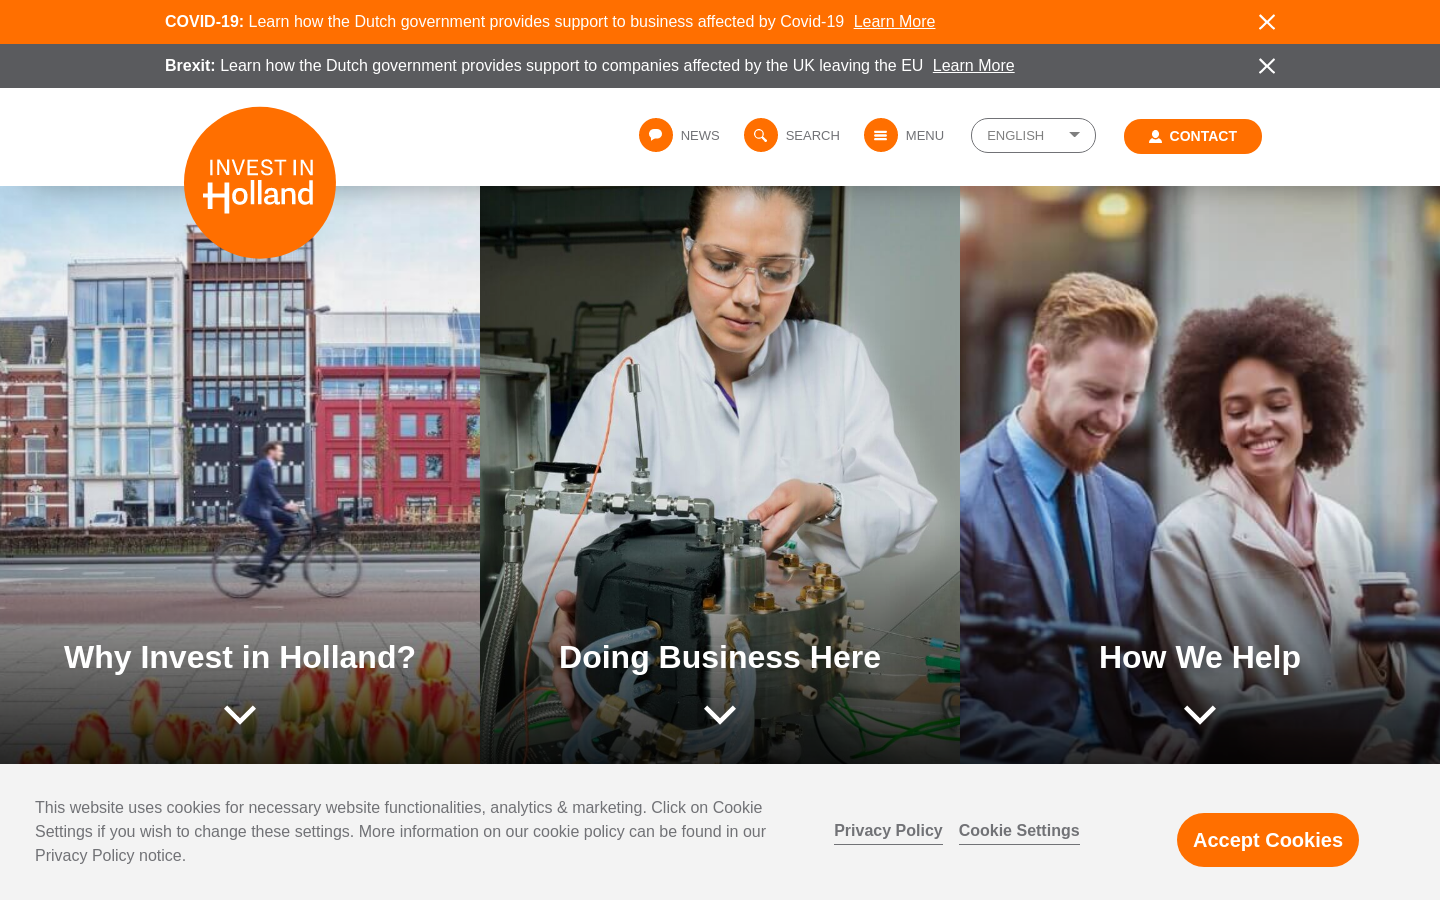 COVID-19: Learn how the Dutch government provides support to business affected by Covid-19 Learn More
Brexit: Learn how the Dutch government provides support to companies affected by the UK leaving the EU Learn More
INVEST IN
Holland
NEWS
SEARCH
MENU
ENGLISH
CONTACT
Why Invest in Holland?
Doing Business Here
How We Help
This website uses cookies for necessary website functionalities, analytics & marketing. Click on Cookie
Settings if you wish to change these settings. More information on our cookie policy can be found in our
Privacy Policy notice.
Privacy Policy
Cookie Settings
Accept Cookies